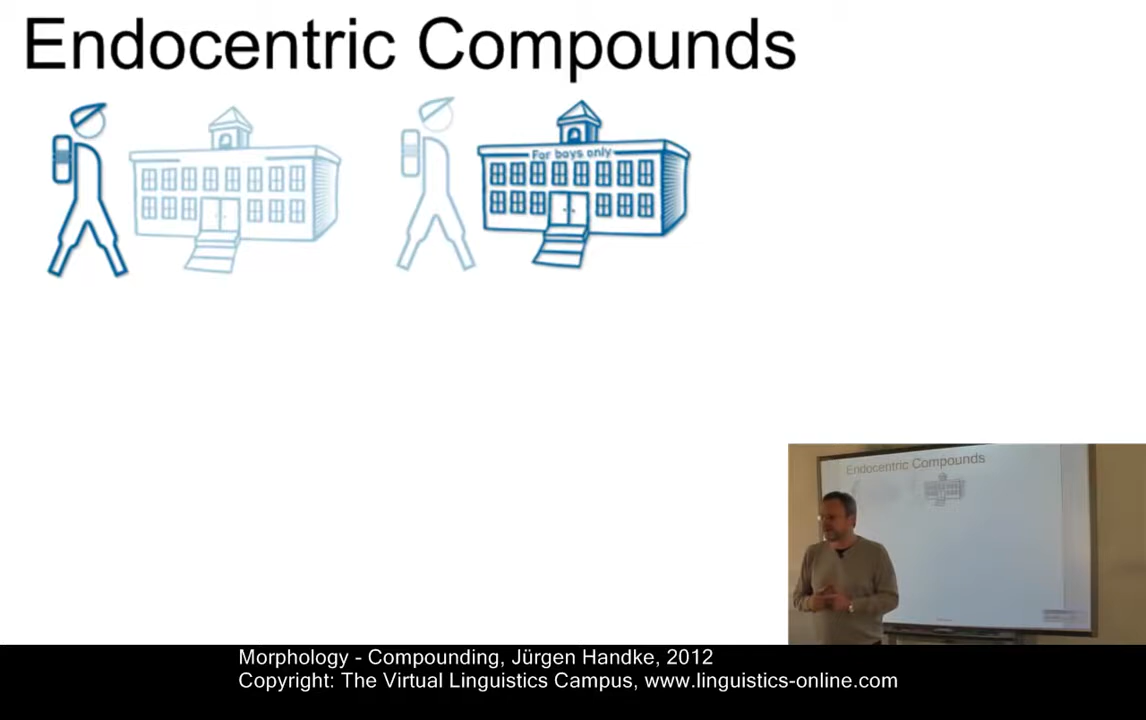 Endocentric Compounds
For boys only
Endocentric Compounds
Morphology - Compounding, Jürgen Handke, 2012
Copyright: The Virtual Linguistics Campus, www.linguistics-online.com